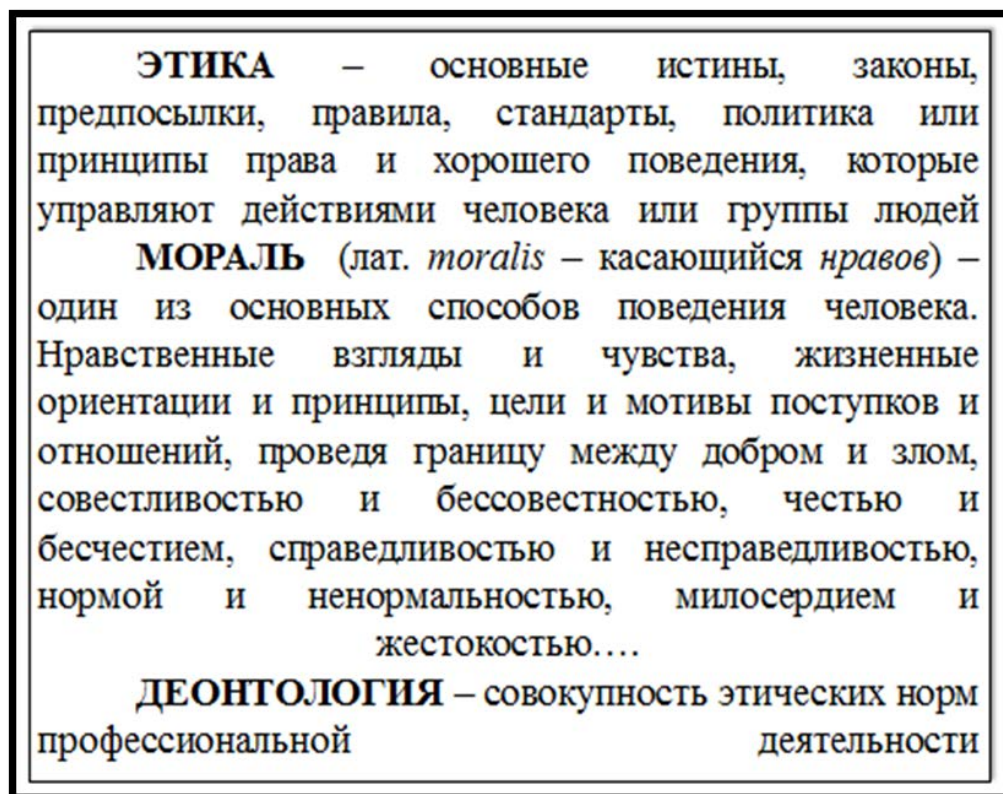 ЭТИКА – основные истины, законы,
предпосылки, правила, стандарты, политика или
принципы права и хорошего поведения, которые
управляют действиями человека или группы людей
МОРАЛЬ (лат. moralis – касающийся нравов) –
один из основных способов поведения человека.
Нравственные взгляды и чувства, жизненные
ориентации и принципы, цели и мотивы поступков и
отношений, проведя границу между добром и злом,
совестливостью и бессовестностью, честью и
бесчестием, справедливостью и несправедливостью,
нормой и ненормальностью, милосердием и
жестокостью….
ДЕОНТОЛОГИЯ – совокупность этических норм
профессиональной деятельности